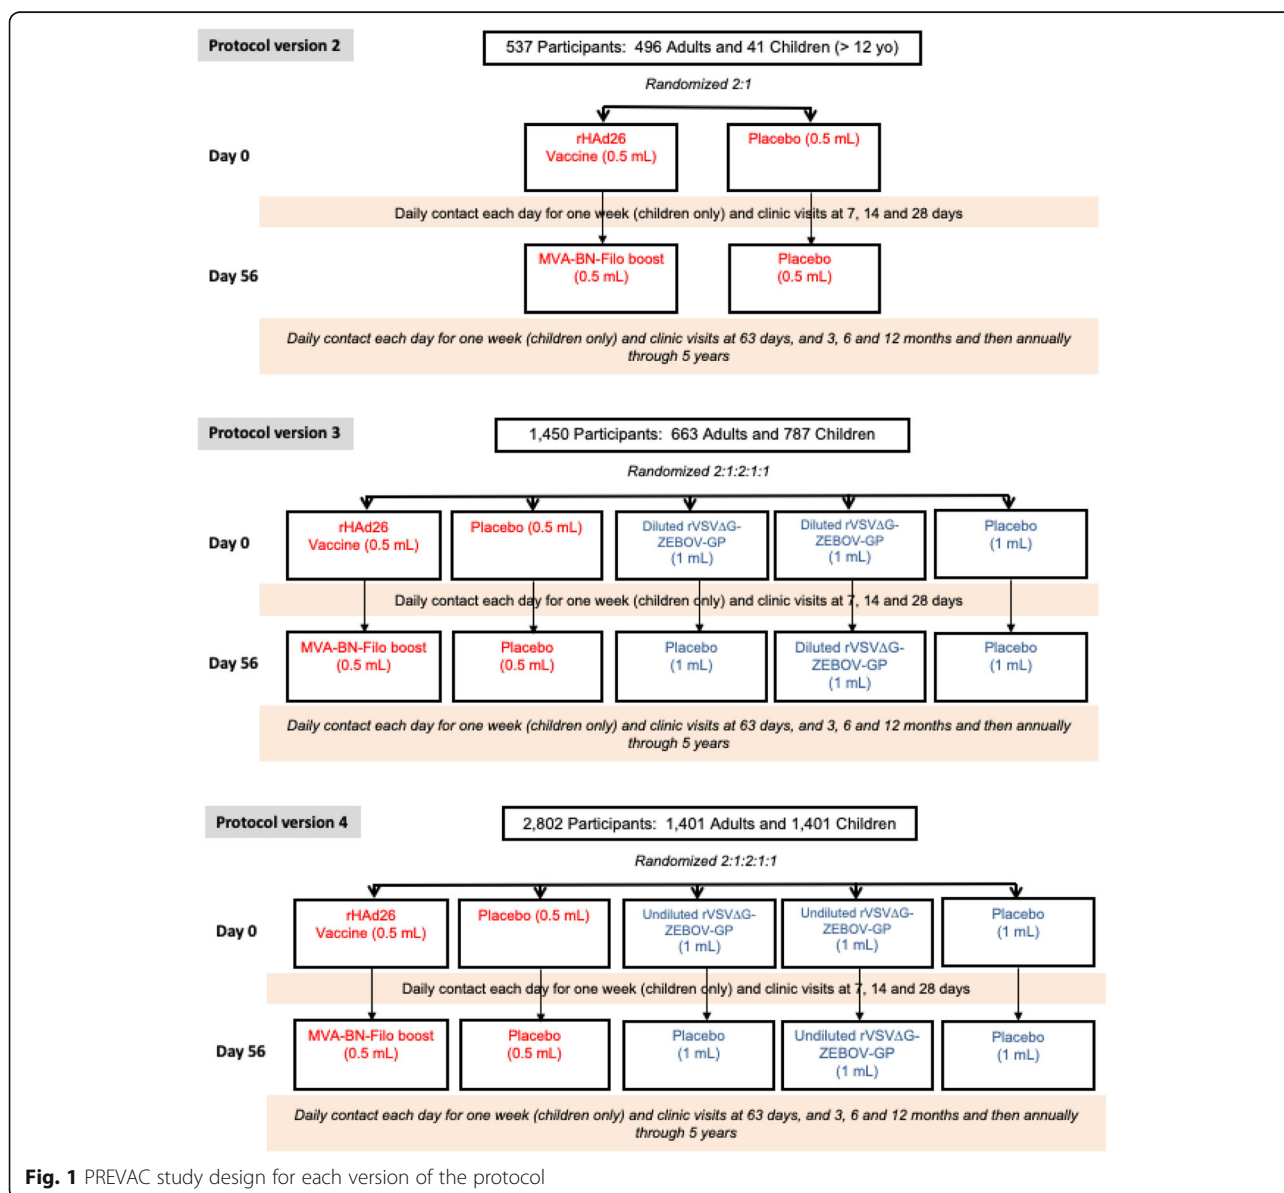 Protocol version 2
537 Participants: 496 Adults and 41 Children (> 12 yo)
Randomized 2:1
Day 0
rHAd26
Vaccine (0.5 mL)
Placebo (0.5 mL)
Daily contact each day for one week (children only) and clinic visits at 7, 14 and 28 days
Day 56
MVA-BN-Filo boost
(0.5 mL)
Placebo
(0.5 mL)
Daily contact each day for one week (children only) and clinic visits at 63 days, and 3, 6 and 12 months and then annually
through 5 years
Protocol version 3
1,450 Participants: 663 Adults and 787 Children
Randomized 2:1:2:1:1
Day 0
rHAd26
Vaccine (0.5 mL)
Placebo (0.5 mL)
Diluted rVSVΔG-
ZEBOV-GP
(1 mL)
Diluted rVSVΔG-
ZEBOV-GP
(1 mL)
Placebo
(1 mL)
Daily contact each day for one week (children only) and clinic visits at 7, 14 and 28 days
Day 56
MVA-BN-Filo boost
(0.5 mL)
Placebo
(0.5 mL)
Placebo
(1 mL)
Diluted rVSVΔG-
ZEBOV-GP
(1 mL)
Placebo
(1 mL)
Daily contact each day for one week (children only) and clinic visits at 63 days, and 3, 6 and 12 months and then annually
through 5 years
Protocol version 4
2,802 Participants: 1,401 Adults and 1,401 Children
Randomized 2:1:2:1:1
Day 0
rHAd26
Vaccine (0.5 mL)
Placebo (0.5 mL)
Undiluted rVSVΔG-
ZEBOV-GP
(1 mL)
Undiluted rVSVΔG-
ZEBOV-GP
(1 mL)
Placebo
(1 mL)
Daily contact each day for one week (children only) and clinic visits at 7, 14 and 28 days
Day 56
MVA-BN-Filo boost
(0.5 mL)
Placebo
(0.5 mL)
Placebo
(1 mL)
Undiluted rVSVΔG-
ZEBOV-GP
(1 mL)
Placebo
(1 mL)
Daily contact each day for one week (children only) and clinic visits at 63 days, and 3, 6 and 12 months and then annually
through 5 years
Fig. 1 PREVAC study design for each version of the protocol